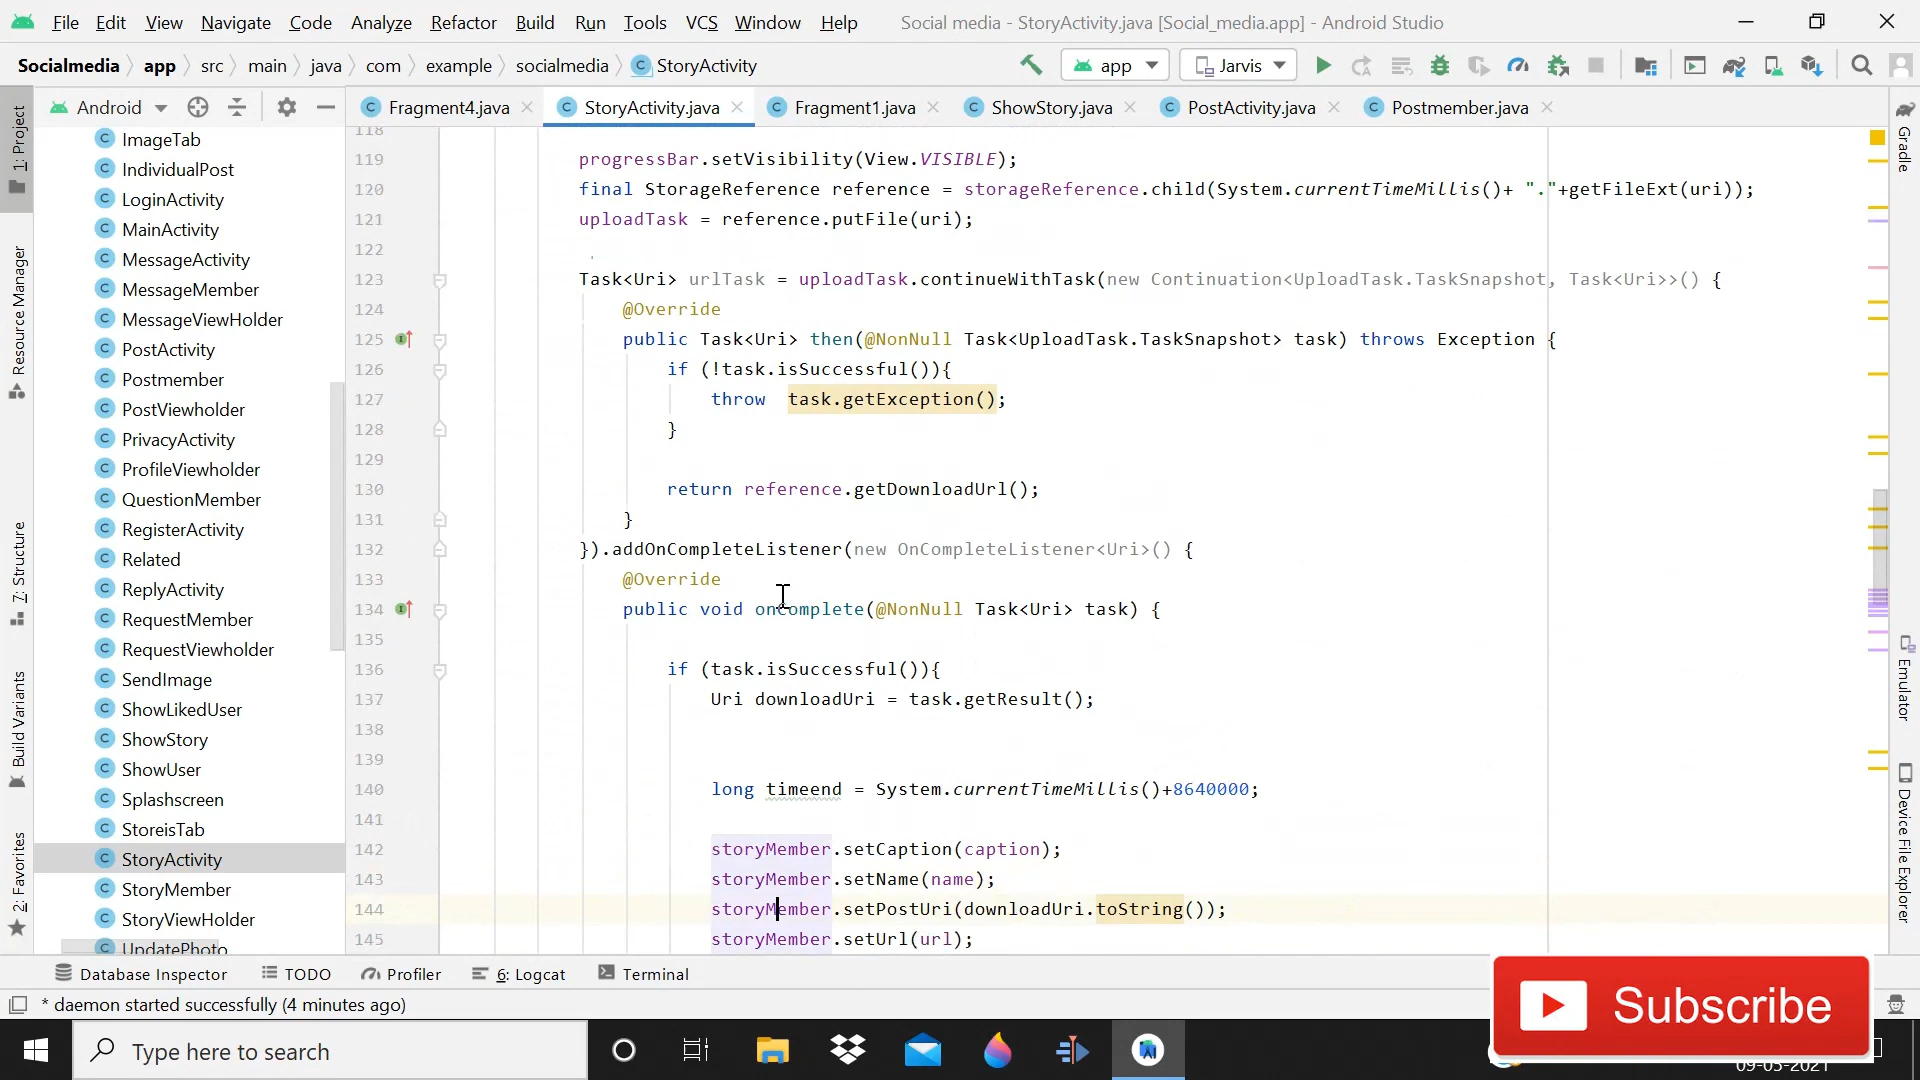 File Edit View Navigate Code Analyze Refactor Build Run Tools VCS Window Help Social media - StoryActivity.java [Social_media.app] - Android Studio
Socialmedia app src main java com example socialmedia StoryActivity app Jarvis
Android Fragment4.java StoryActivity.java Fragment1.java ShowStory.java PostActivity.java Postmember.java
1: Project
Resource Manager
7: Structure
Build Variants
2: Favorites
ImageTab
IndividualPost
LoginActivity
MainActivity
MessageActivity
MessageMember
MessageViewHolder
PostActivity
Postmember
PostViewholder
PrivacyActivity
ProfileViewholder
QuestionMember
RegisterActivity
Related
ReplyActivity
RequestMember
RequestViewholder
SendImage
ShowLikedUser
ShowStory
ShowUser
Splashscreen
StoreisTab
StoryActivity
StoryMember
StoryViewHolder
UpdatePhoto
118
119 progressBar.setVisibility(View.VISIBLE);
120 final StorageReference reference = storageReference.child(System.currentTimeMillis()+ "."+getFileExt(uri));
121 uploadTask = reference.putFile(uri);
122
123 Task<Uri> urlTask = uploadTask.continueWithTask(new Continuation<UploadTask.TaskSnapshot, Task<Uri>>() {
124 @Override
125 public Task<Uri> then(@NonNull Task<UploadTask.TaskSnapshot> task) throws Exception {
126 if (!task.isSuccessful()){
127 throw task.getException();
128 }
129
130 return reference.getDownloadUrl();
131 }
132 }).addOnCompleteListener(new OnCompleteListener<Uri>() {
133 @Override
134 public void onComplete(@NonNull Task<Uri> task) {
135
136 if (task.isSuccessful()){
137 Uri downloadUri = task.getResult();
138
139
140 long timeend = System.currentTimeMillis()+8640000;
141
142 storyMember.setCaption(caption);
143 storyMember.setName(name);
144 storyMember.setPostUri(downloadUri.toString());
145 storyMember.setUrl(url);
Gradle
Emulator
Device File Explorer
Database Inspector TODO Profiler 6: Logcat Terminal
* daemon started successfully (4 minutes ago)
Subscribe
Type here to search
09-05-2021